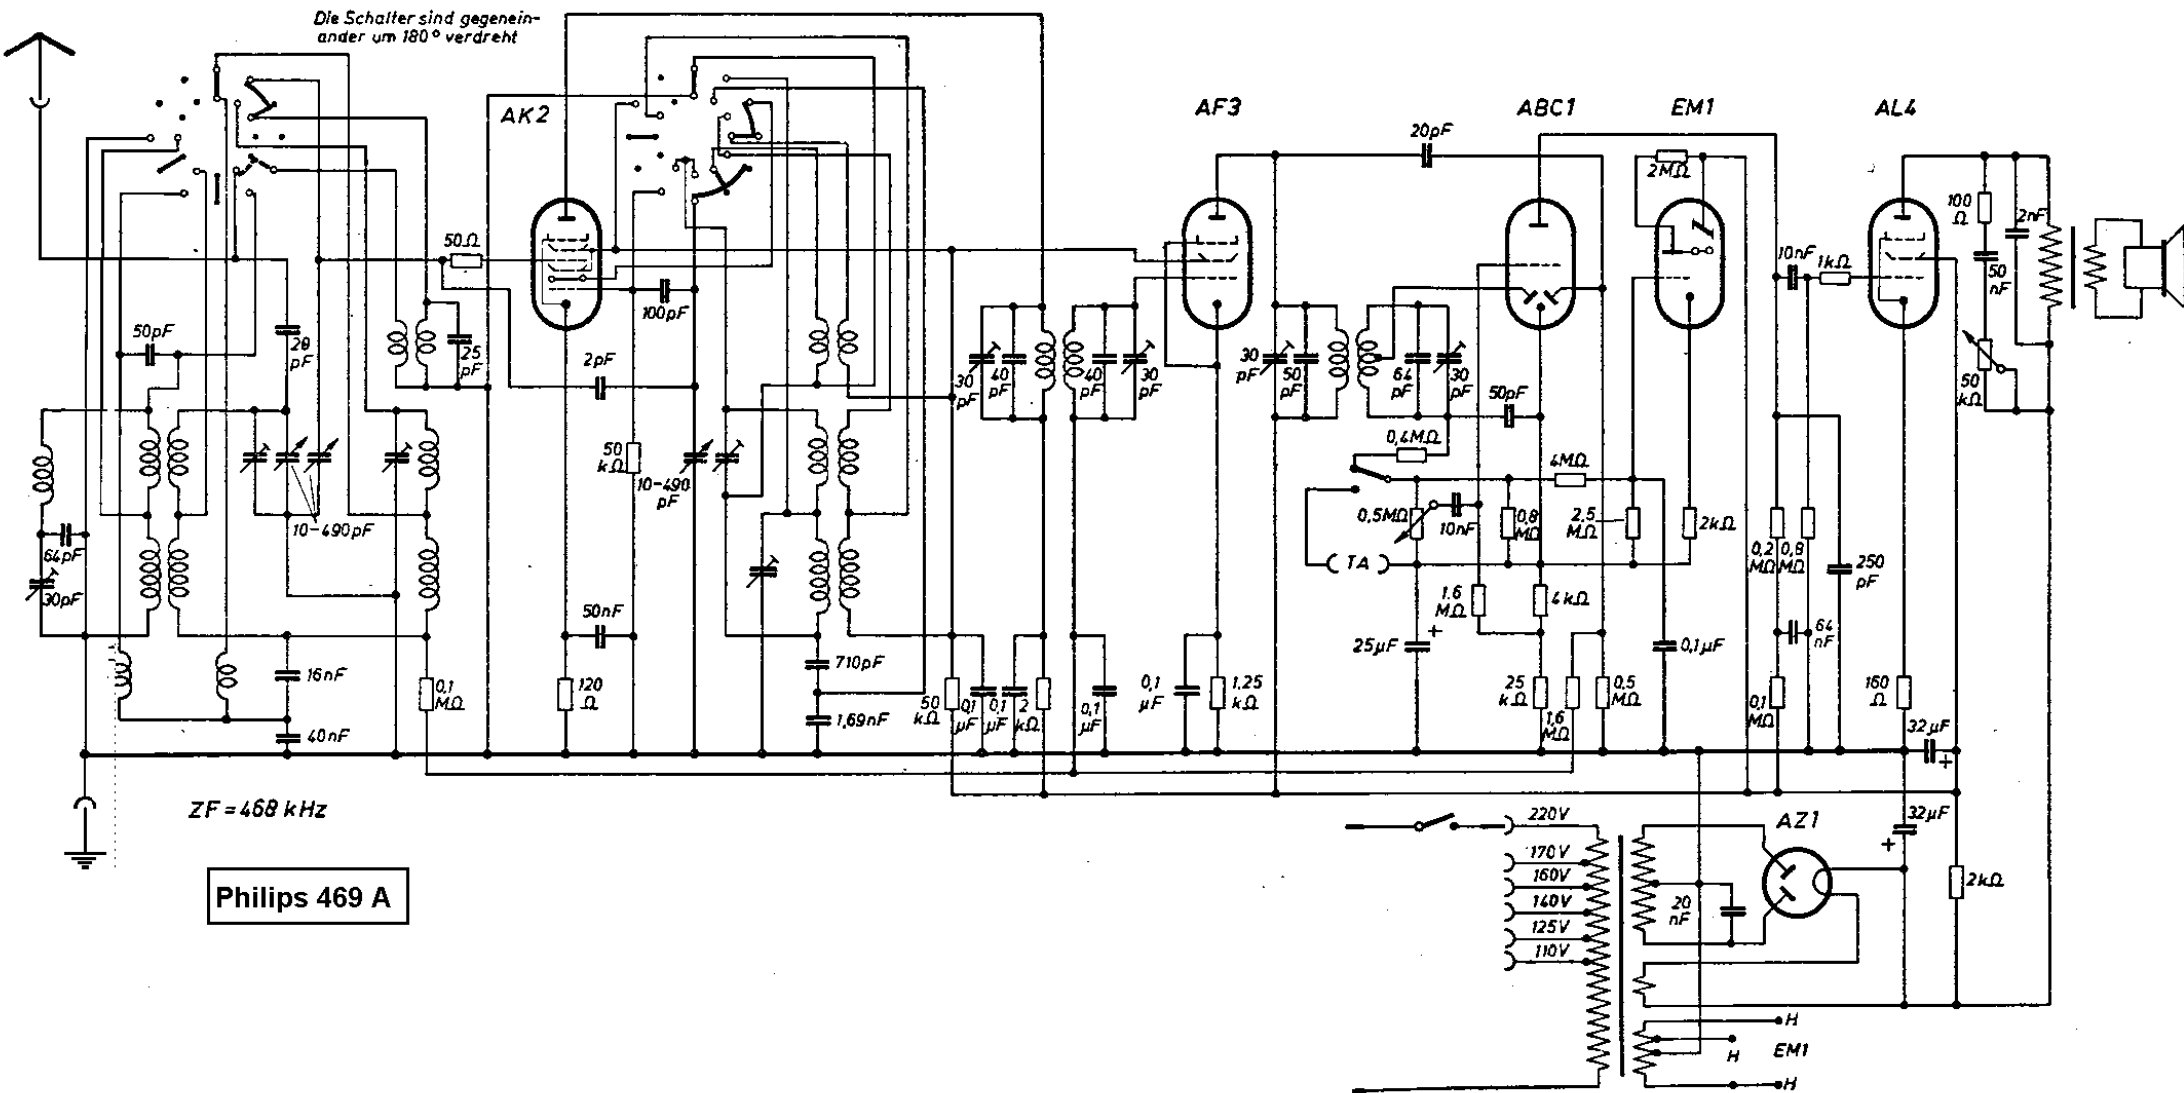 Die Schalter sind gegenein-
ander um 180° verdreht
AK2
AF3
ABC1
EM1
AL4
20pF
2MΩ
100
Ω
2nF
50Ω
10nF
1kΩ
50
nF
100pF
50pF
28
pF
25
pF
2pF
30
pF
40
pF
40
pF
30
pF
30
pF
50
pF
64
pF
30
pF
50pF
50
kΩ
0,4MΩ
50
kΩ
10-490
pF
4MΩ
10-490pF
0,5MΩ
10nF
0,8
MΩ
2,5
MΩ
2kΩ
0,2
MΩ
0,8
MΩ
250
pF
64pF
30pF
TA
50nF
1.6
MΩ
4kΩ
64
nF
25µF
+
0,1µF
710pF
16nF
0,1
MΩ
120
Ω
50
kΩ
0,1
µF
0,1
µF
2
kΩ
0,1
µF
0,1
µF
1,25
kΩ
25
kΩ
1,6
MΩ
0,5
MΩ
0,1
MΩ
160
Ω
1,69nF
40nF
32µF
+
ZF = 468 kHz
220V
AZ1
32µF
+
170V
160V
140V
125V
110V
20
nF
2kΩ
Philips 469 A
H
H
EM1
H